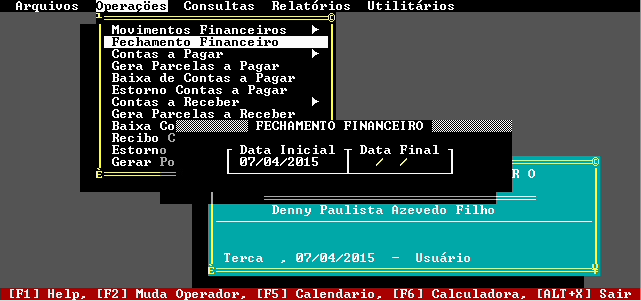 Arquivos Operações Consultas Relatórios Utilitários
Movimentos Financeiros
Fechamento Financeiro
Contas a Pagar
Gera Parcelas a Pagar
Baixa de Contas a Pagar
Estorno Contas a Pagar
Contas a Receber
Gera Parcelas a Receber
Baixa Co
FECHAMENTO FINANCEIRO
Recibo C
Estorno
Data Inicial Data Final
Gerar Po
07/04/2015 / /
R O
Denny Paulista Azevedo Filho
Terca , 07/04/2015 - Usuário
[F1] Help, [F2] Muda Operador, [F5] Calendario, [F6] Calculadora, [ALT+X] Sair